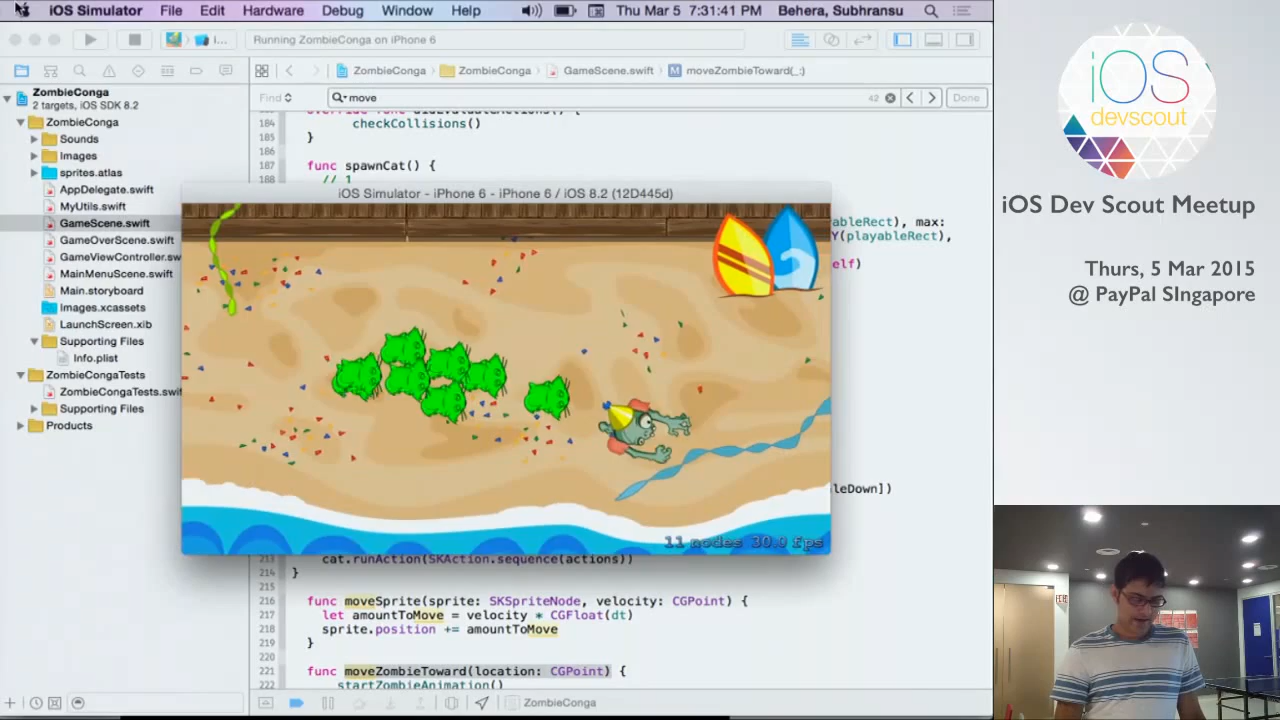 iOS Simulator File Edit Hardware Debug Window Help Thu Mar 5 7:31:41 PM Behera, Subhransu
Running ZombieConga on iPhone 6
ZombieConga ZombieConga GameScene.swift M moveZombieToward(_:)
Find move 42 Done
ZombieConga
2 targets, iOS SDK 8.2
ZombieConga
Sounds
Images
sprites.atlas
AppDelegate.swift
MyUtils.swift
GameScene.swift
GameOverScene.swift
GameViewController.sw
MainMenuScene.swift
Main.storyboard
Images.xcassets
LaunchScreen.xib
Supporting Files
Info.plist
ZombieCongaTests
ZombieCongaTests.swif
Supporting Files
Products
184 checkCollisions()
185 }
186
187 func spawnCat() {
188 // 1
iOS Simulator - iPhone 6 - iPhone 6 / iOS 8.2 (12D445d)
ableRect), max:
Y(playableRect),
elf)
leDown])
11 nodes 30.0 fps
213 cat.runAction(SKAction.sequence(actions))
214 }
215
216 func moveSprite(sprite: SKSpriteNode, velocity: CGPoint) {
217 let amountToMove = velocity * CGFloat(dt)
218 sprite.position += amountToMove
219 }
220
221 func moveZombieToward(location: CGPoint) {
222 startZombieAnimation()
ZombieConga
iOS
devscout
iOS Dev Scout Meetup
Thurs, 5 Mar 2015
@ PayPal SIngapore